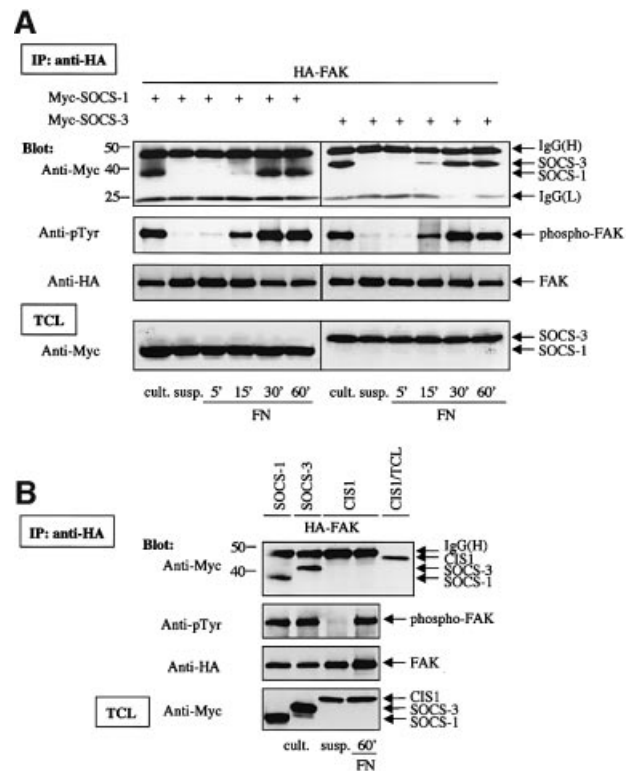 A
IP: anti-HA
HA-FAK
Myc-SOCS-1 + + + + + +
Myc-SOCS-3 + + + + + +
Blot:
50
40
25
Anti-Myc
IgG(H)
SOCS-3
SOCS-1
IgG(L)
Anti-pTyr
phospho-FAK
Anti-HA
FAK
TCL
Anti-Myc
SOCS-3
SOCS-1
cult. susp. 5' 15' 30' 60' cult. susp. 5' 15' 30' 60'
FN FN
B
SOCS-1 SOCS-3 CIS1 CIS1/TCL
IP: anti-HA
HA-FAK
Blot:
50
40
Anti-Myc
IgG(H)
CIS1
SOCS-3
SOCS-1
Anti-pTyr
phospho-FAK
Anti-HA
FAK
TCL
Anti-Myc
CIS1
SOCS-3
SOCS-1
cult. susp. 60'
FN